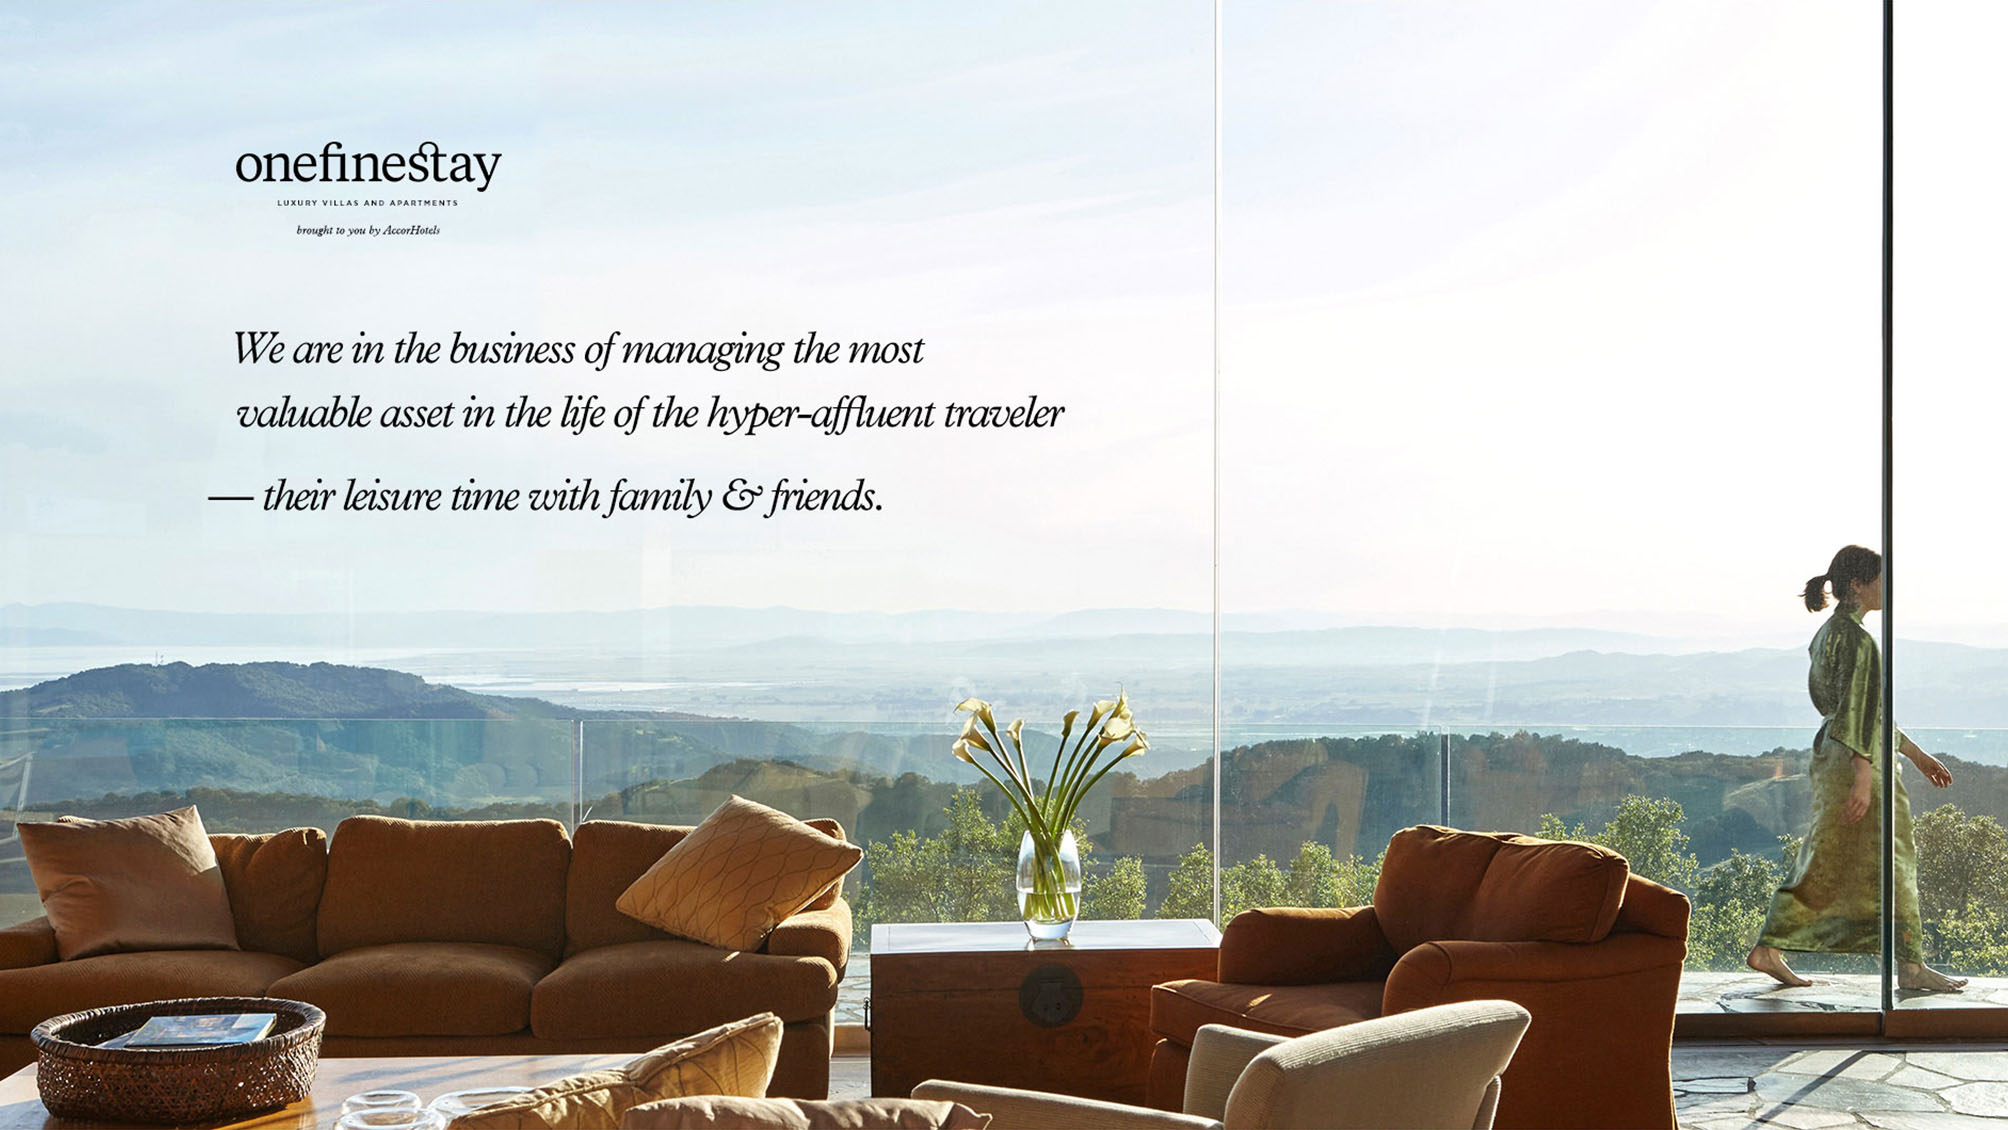 onefinestay
LUXURY VILLAS AND APARTMENTS
brought to you by AccorHotels
We are in the business of managing the most
valuable asset in the life of the hyper-affluent traveler
— their leisure time with family & friends.